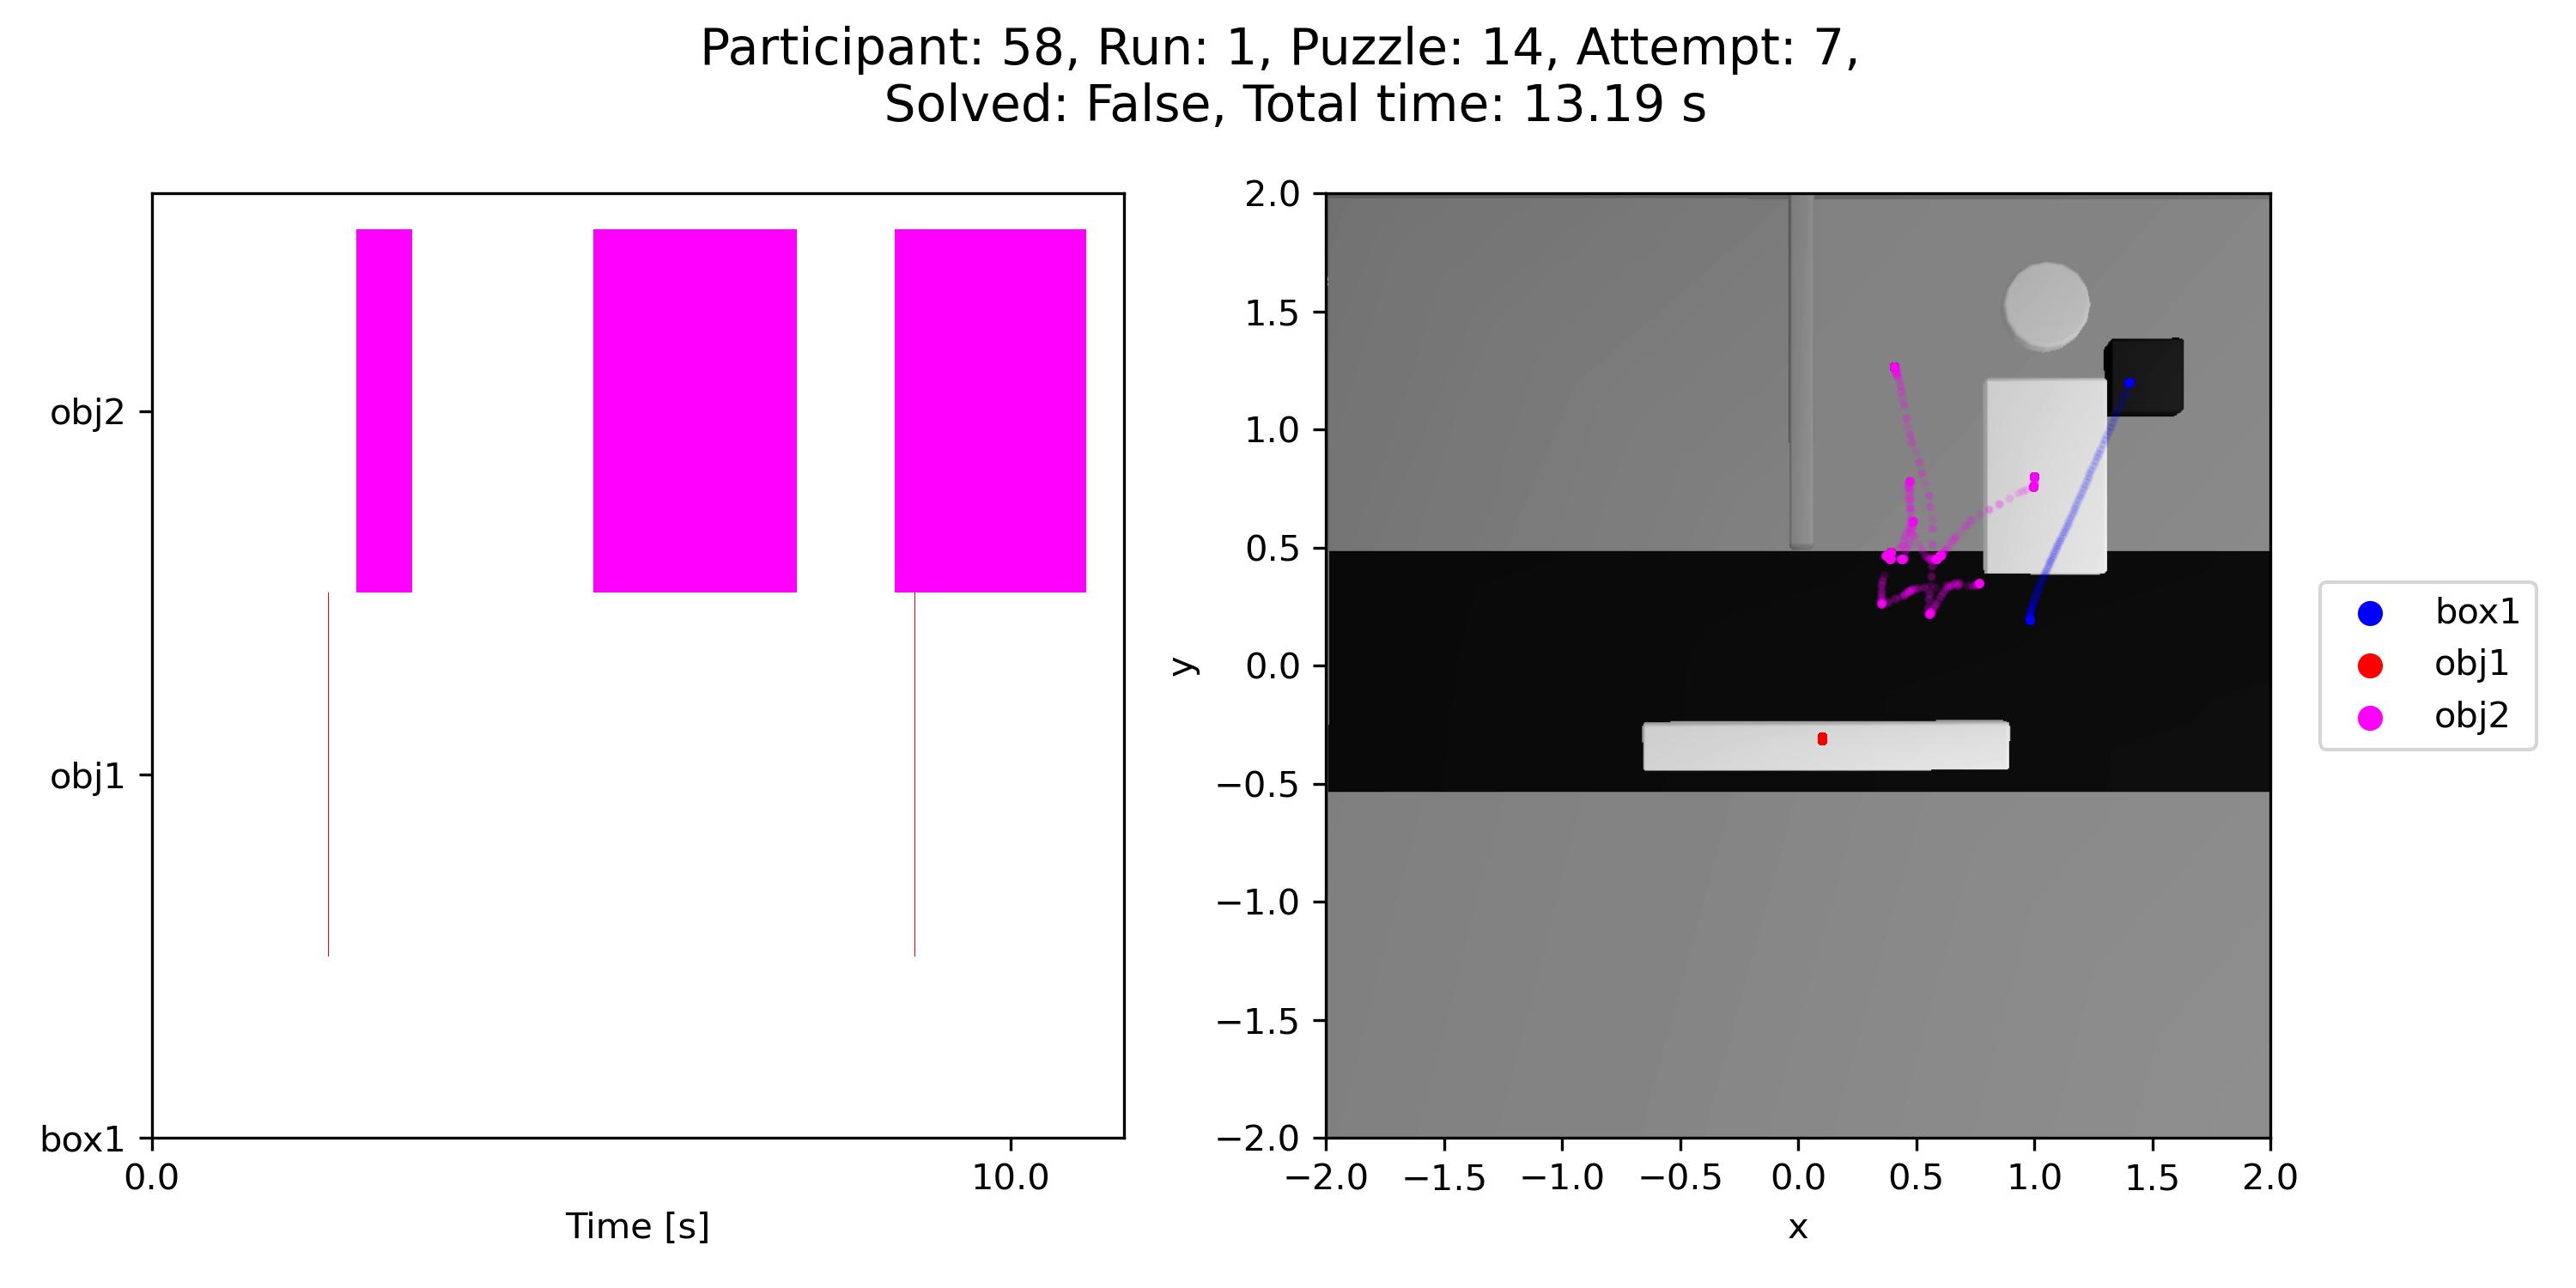 Participant: 58, Run: 1, Puzzle: 14, Attempt: 7,
Solved: False, Total time: 13.19 s
obj2
obj1
box1
0.0
10.0
Time [s]
2.0
1.5
1.0
0.5
0.0
−0.5
−1.0
−1.5
−2.0
y
−2.0
−1.5
−1.0
−0.5
0.0
0.5
1.0
1.5
2.0
x
box1
obj1
obj2